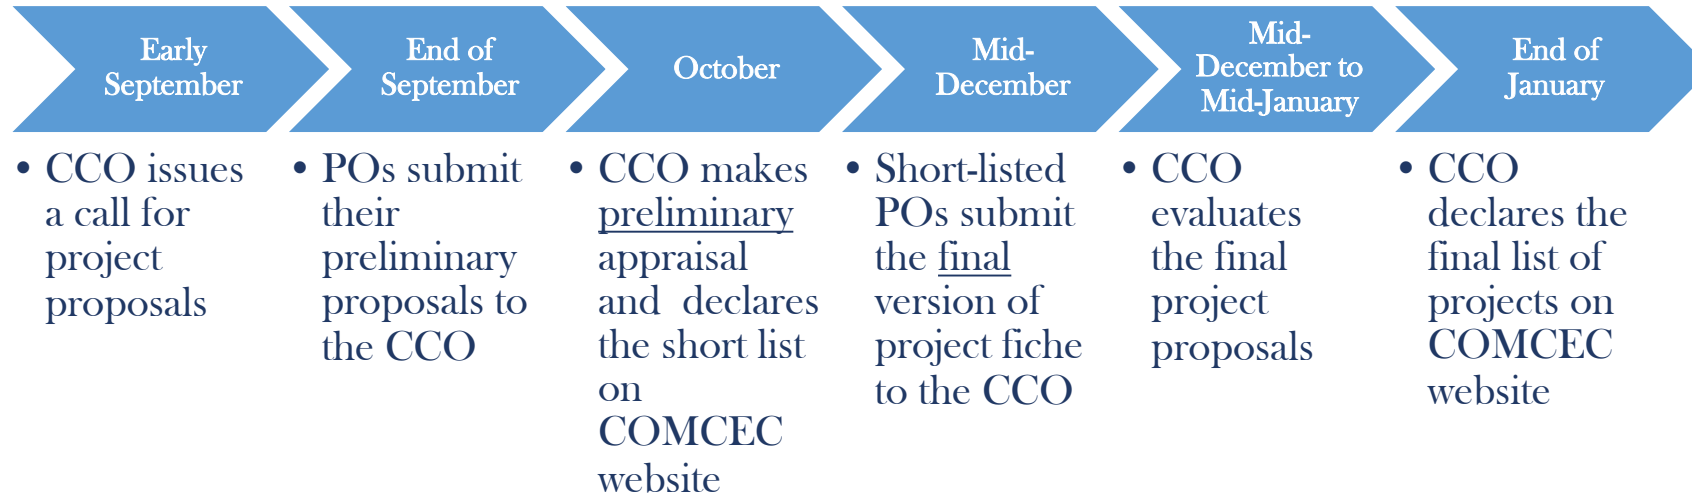 Early
September
End of
September
October
Mid-
December
Mid-
December to
Mid-January
End of
January
• CCO issues
a call for
project
proposals
• POs submit
their
preliminary
proposals to
the CCO
• CCO makes
preliminary
appraisal
and  declares
the short list
on
COMCEC
website
• Short-listed
POs submit
the final
version of
project fiche
to the CCO
• CCO
evaluates
the final
project
proposals
• CCO
declares the
final list of
projects on
COMCEC
website